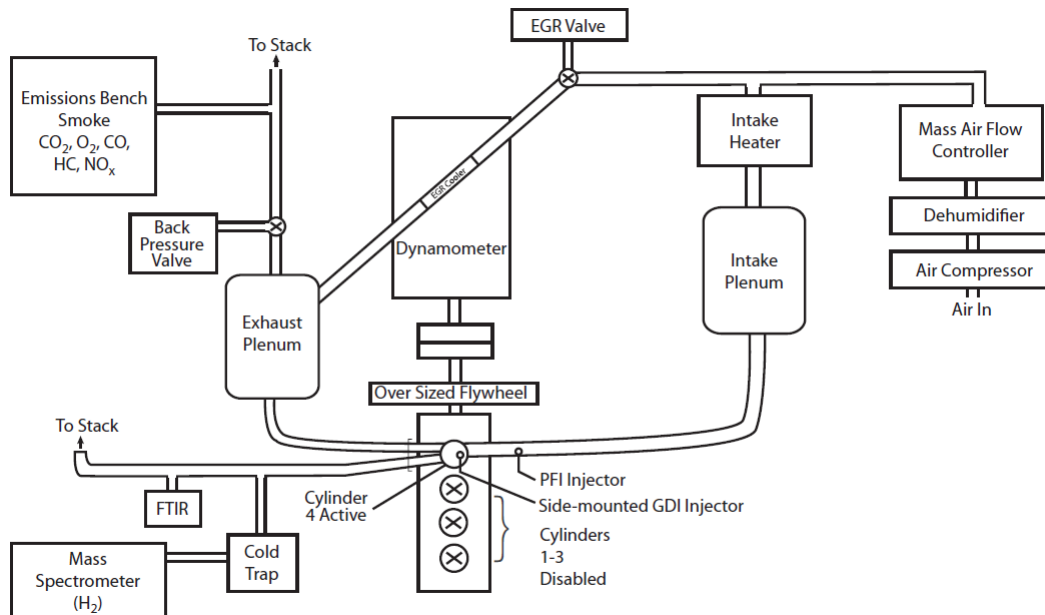 EGR Valve
To Stack
Emissions Bench
Smoke
CO₂, O₂, CO,
HC, NOₓ
Intake
Heater
Mass Air Flow
Controller
EGR Cooler
Back
Pressure
Valve
Dynamometer
Intake
Plenum
Dehumidifier
Air Compressor
Air In
Exhaust
Plenum
Over Sized Flywheel
To Stack
PFI Injector
Side-mounted GDI Injector
Cylinder
4 Active
FTIR
Cylinders
1-3
Disabled
Cold
Trap
Mass
Spectrometer
(H₂)